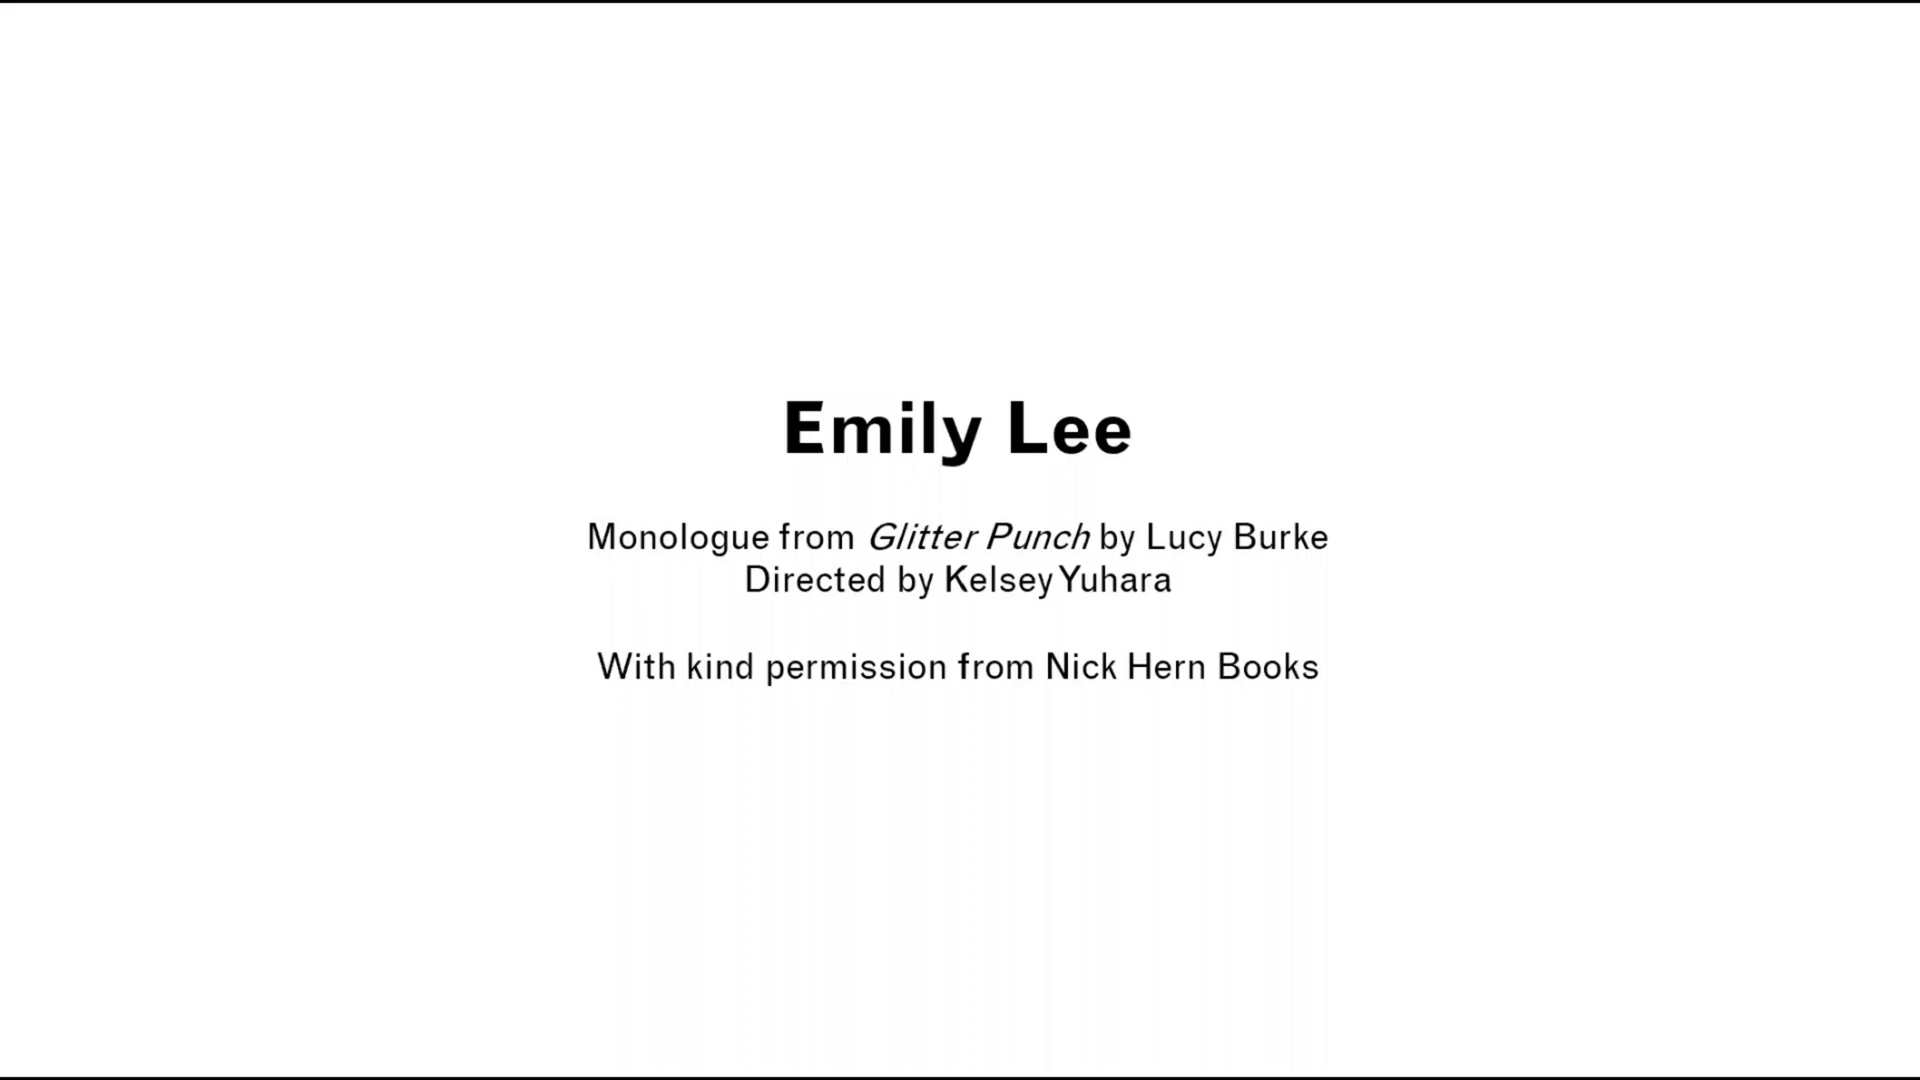 Emily Lee
Monologue from Glitter Punch by Lucy Burke
Directed by Kelsey Yuhara
With kind permission from Nick Hern Books